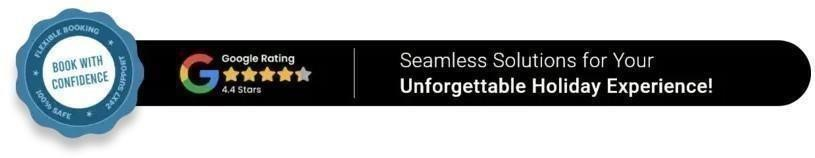 FLEXIBLE BOOKING
BOOK WITH
CONFIDENCE
100% SAFE
24X7 SUPPORT
Google Rating
4.4 Stars
Seamless Solutions for Your
Unforgettable Holiday Experience!